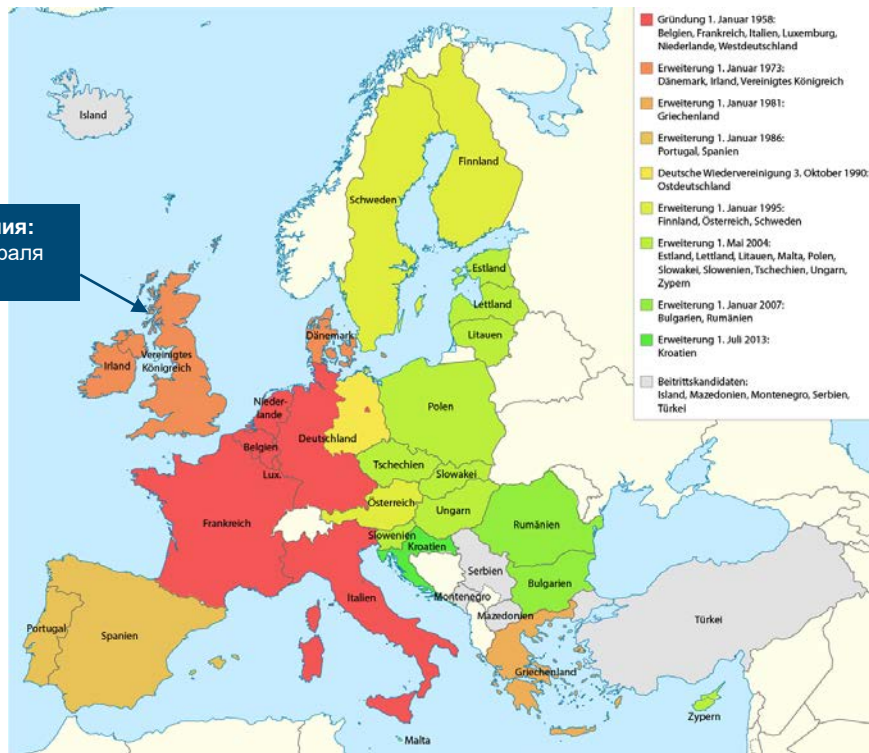 Gründung 1. Januar 1958:
Belgien, Frankreich, Italien, Luxemburg,
Niederlande, Westdeutschland
Erweiterung 1. Januar 1973:
Dänemark, Irland, Vereinigtes Königreich
Erweiterung 1. Januar 1981:
Griechenland
Erweiterung 1. Januar 1986:
Portugal, Spanien
Deutsche Wiedervereinigung 3. Oktober 1990:
Ostdeutschland
Erweiterung 1. Januar 1995:
Finnland, Österreich, Schweden
Erweiterung 1. Mai 2004:
Estland, Lettland, Litauen, Malta, Polen,
Slowakei, Slowenien, Tschechien, Ungarn,
Zypern
Erweiterung 1. Januar 2007:
Bulgarien, Rumänien
Erweiterung 1. Juli 2013:
Kroatien
Beitrittskandidaten:
Island, Mazedonien, Montenegro, Serbien,
Türkei
Island
Finnland
Schweden
Estland
Lettland
Litauen
Dänemark
Irland
Vereinigtes
Königreich
Nieder-
lande
Polen
Deutschland
Belgien
Lux.
Tschechien
Slowakei
Österreich
Ungarn
Frankreich
Rumänien
Slowenien
Kroatien
Serbien
Bulgarien
Montenegro
Italien
Mazedonien
Türkei
Portugal
Spanien
Griechenland
Zypern
Malta